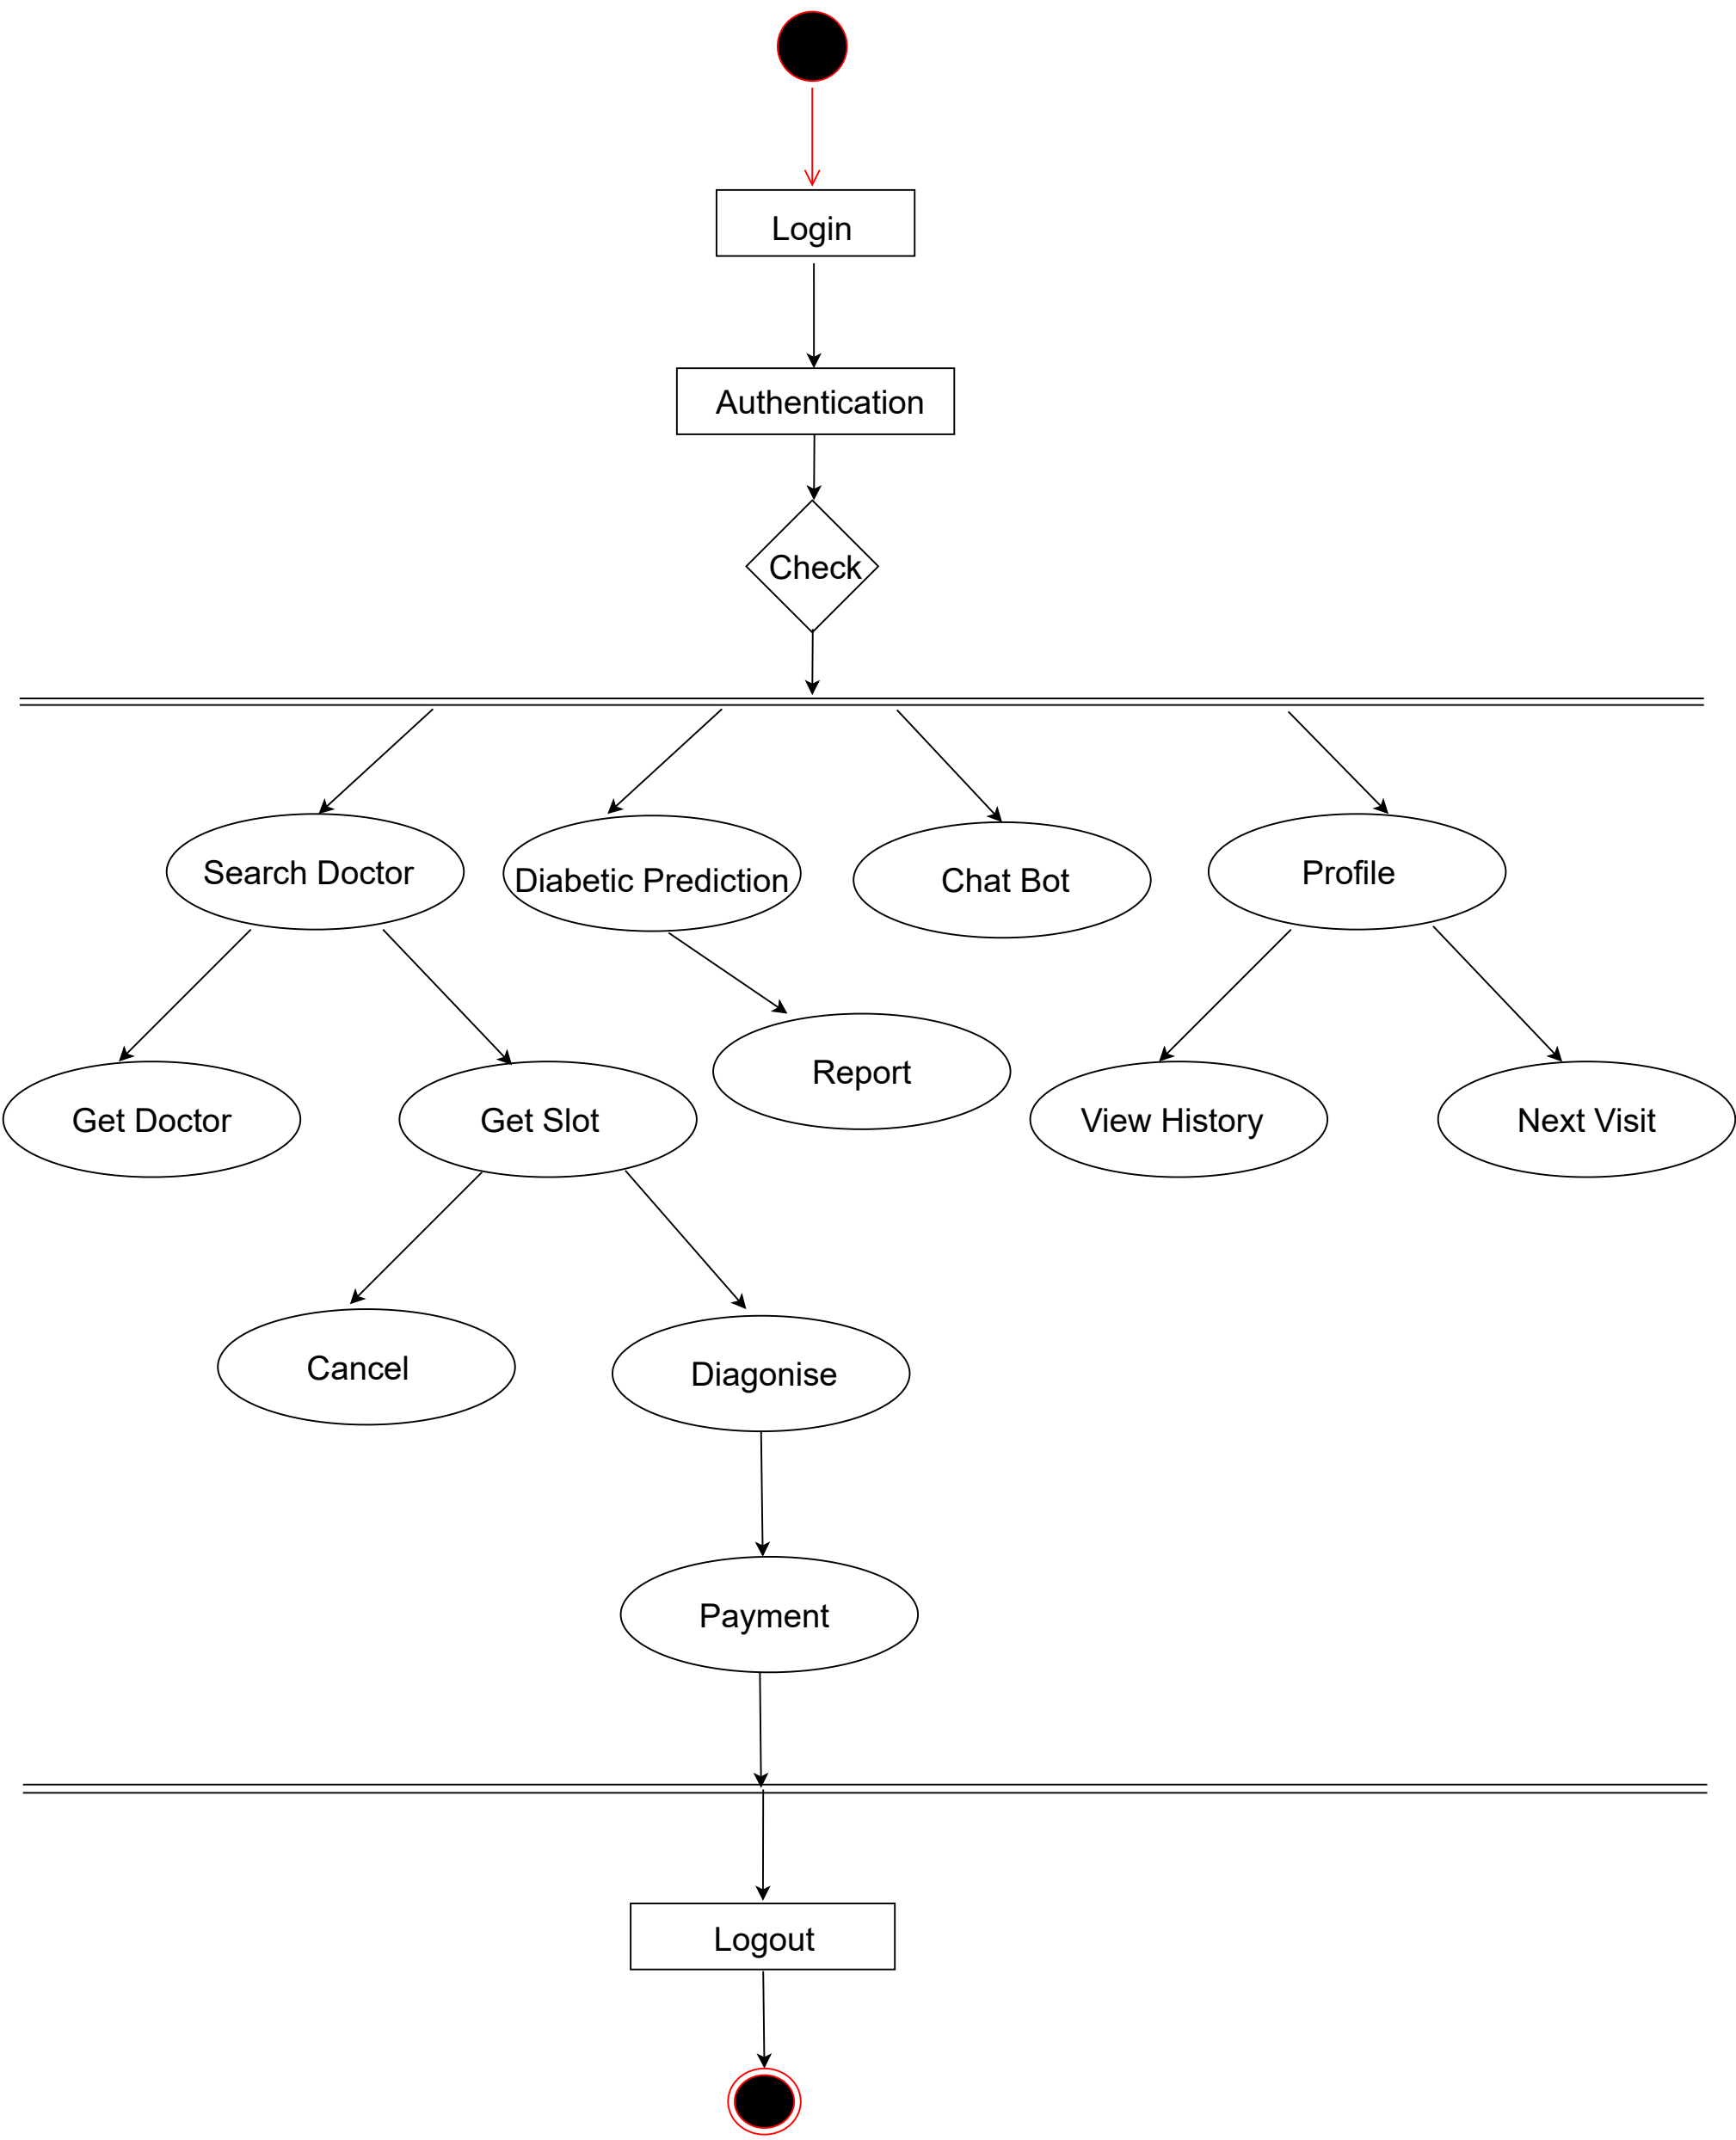 Login
Authentication
Check
Search Doctor
Diabetic Prediction
Chat Bot
Profile
Get Doctor
Get Slot
Report
View History
Next Visit
Cancel
Diagonise
Payment
Logout